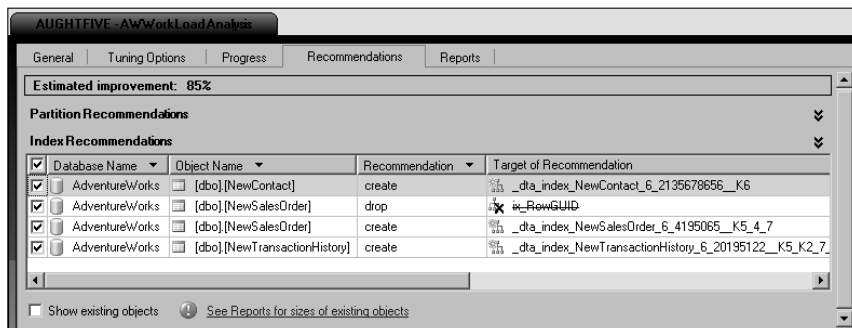 AUGHTFIVE - AWWorkLoadAnalysis
General Tuning Options Progress Recommendations Reports
Estimated improvement: 85%
Partition Recommendations
Index Recommendations
Database Name Object Name Recommendation Target of Recommendation
AdventureWorks [dbo].[NewContact] create _dta_index_NewContact_6_2135678656__K6
AdventureWorks [dbo].[NewSalesOrder] drop ix_RowGUID
AdventureWorks [dbo].[NewSalesOrder] create _dta_index_NewSalesOrder_6_4195065__K5_4_7
AdventureWorks [dbo].[NewTransactionHistory] create _dta_index_NewTransactionHistory_6_20195122__K5_K2_7_
Show existing objects See Reports for sizes of existing objects